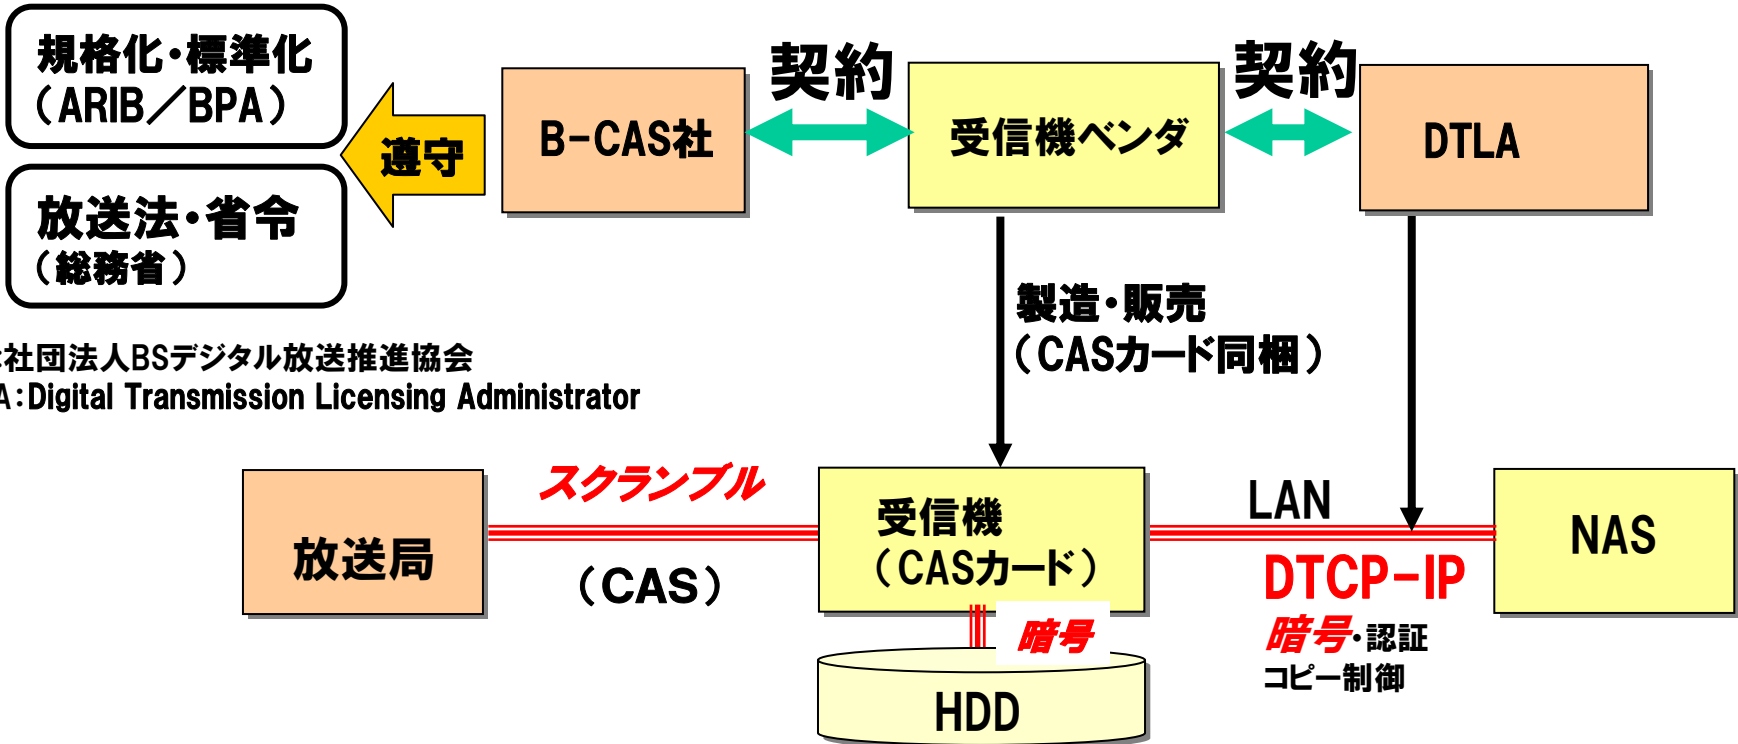 規格化・標準化
（ARIB／BPA）
遵守
放送法・省令
（総務省）
B-CAS社
契約
受信機ベンダ
契約
DTLA
製造・販売
（CASカード同梱）
:社団法人BSデジタル放送推進協会
A：Digital Transmission Licensing Administrator
放送局
スクランブル
（CAS）
受信機
（CASカード）
暗号
HDD
LAN
DTCP-IP
暗号・認証
コピー制御
NAS